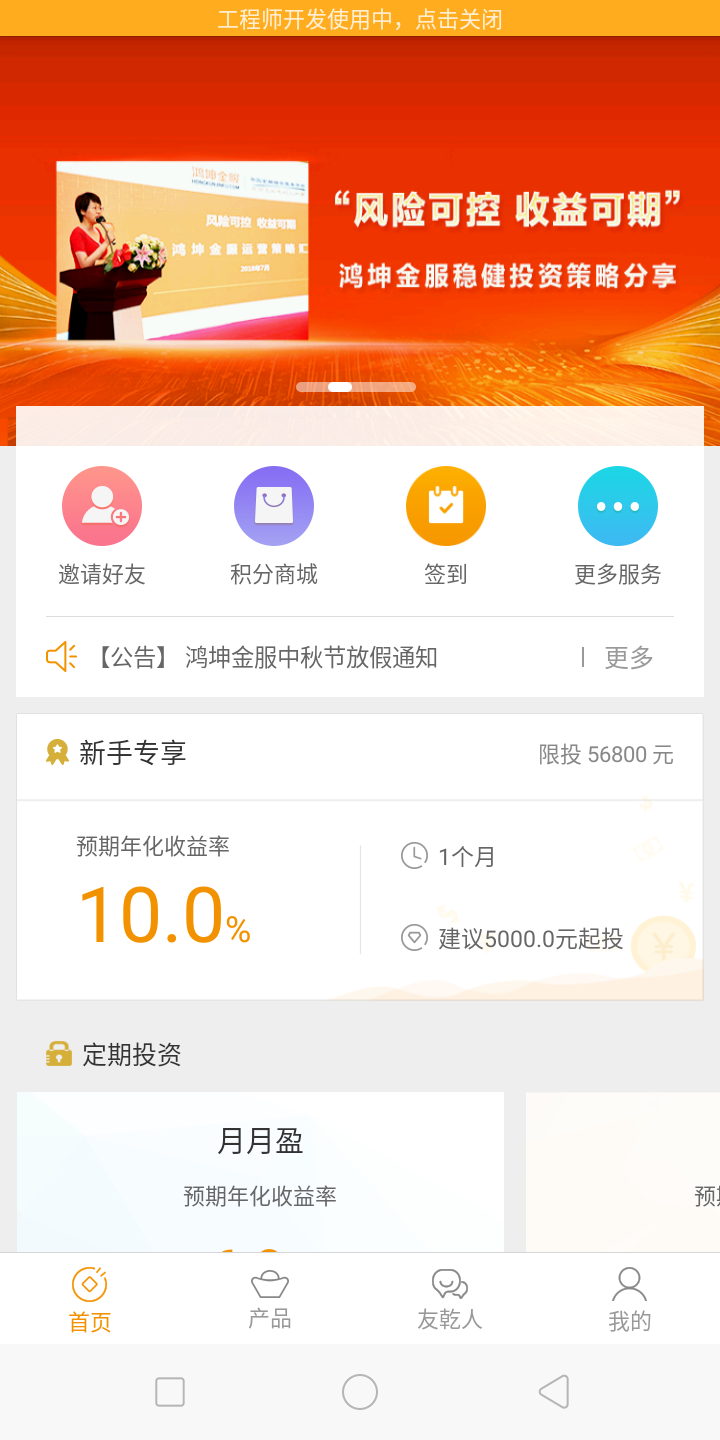 工程师开发使用中，点击关闭
鸿坤金服
风险可控 收益可期
鸿坤金服运营策略汇
2018年7月
“风险可控 收益可期”
鸿坤金服稳健投资策略分享
邀请好友
积分商城
签到
更多服务
【公告】 鸿坤金服中秋节放假通知
更多
新手专享
限投 56800 元
预期年化收益率
10.0%
1个月
建议5000.0元起投
定期投资
月月盈
预期年化收益率
首页
产品
友乾人
我的